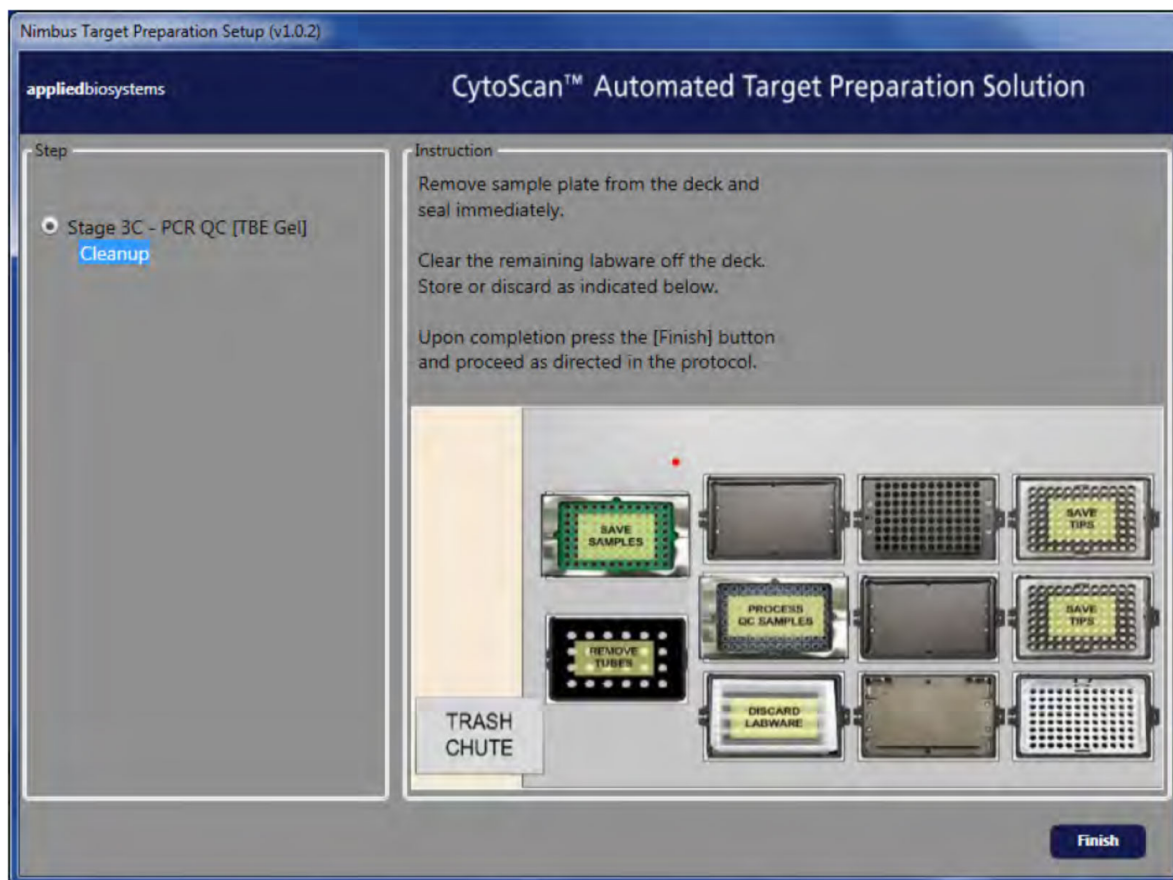 Nimbus Target Preparation Setup (v1.0.2)
appliedbiosystems
CytoScan™ Automated Target Preparation Solution
Step
Stage 3C - PCR QC [TBE Gel]
Cleanup
Instruction
Remove sample plate from the deck and
seal immediately.
Clear the remaining labware off the deck.
Store or discard as indicated below.
Upon completion press the [Finish] button
and proceed as directed in the protocol.
SAVE
SAMPLES
SAVE
TIPS
PROCESS
QC SAMPLES
SAVE
TIPS
REMOVE
TUBES
DISCARD
LABWARE
TRASH
CHUTE
Finish